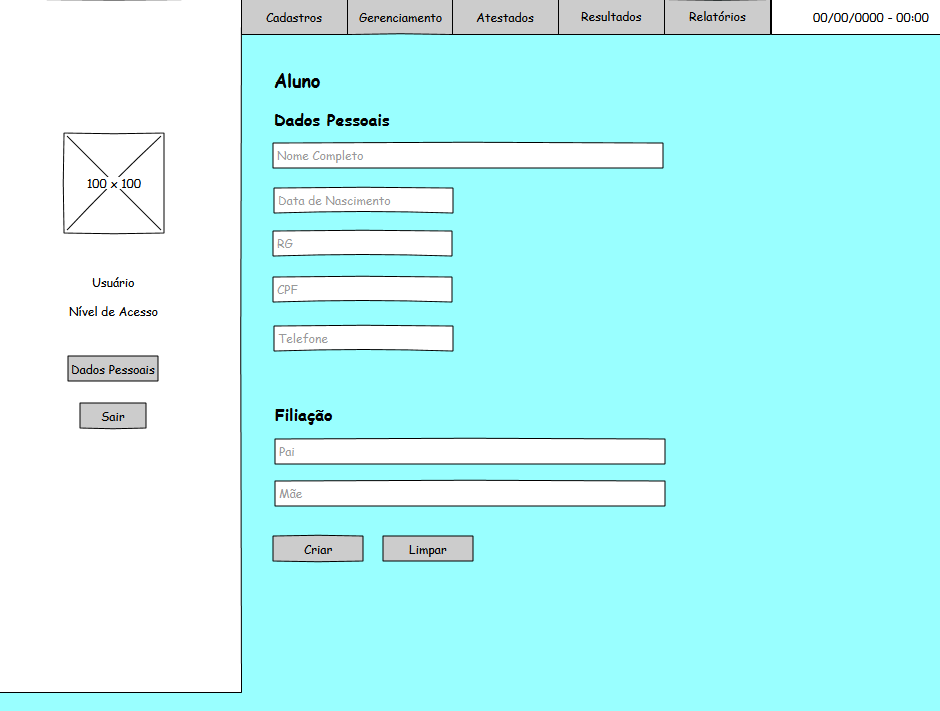 Cadastros Gerenciamento Atestados Resultados Relatórios 00/00/0000 - 00:00
100 x 100
Usuário
Nível de Acesso
Dados Pessoais
Sair
Aluno
Dados Pessoais
Nome Completo
Data de Nascimento
RG
CPF
Telefone
Filiação
Pai
Mãe
Criar Limpar